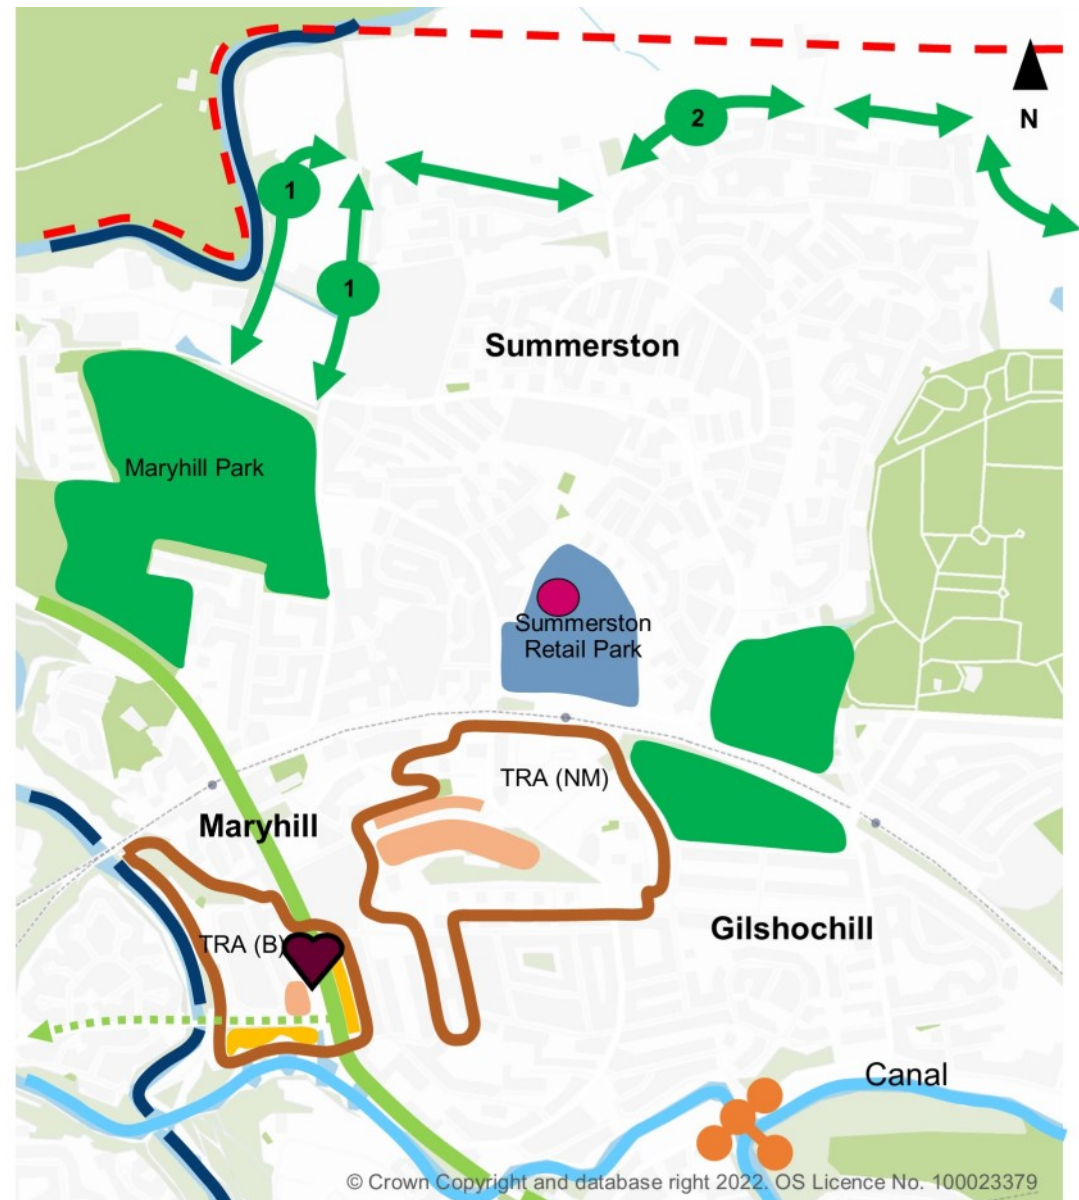 2
N
1
1
Summerston
Maryhill Park
Summerston
Retail Park
TRA (NM)
Maryhill
Gilshochill
TRA (B)
Canal
© Crown Copyright and database right 2022. OS Licence No. 100023379